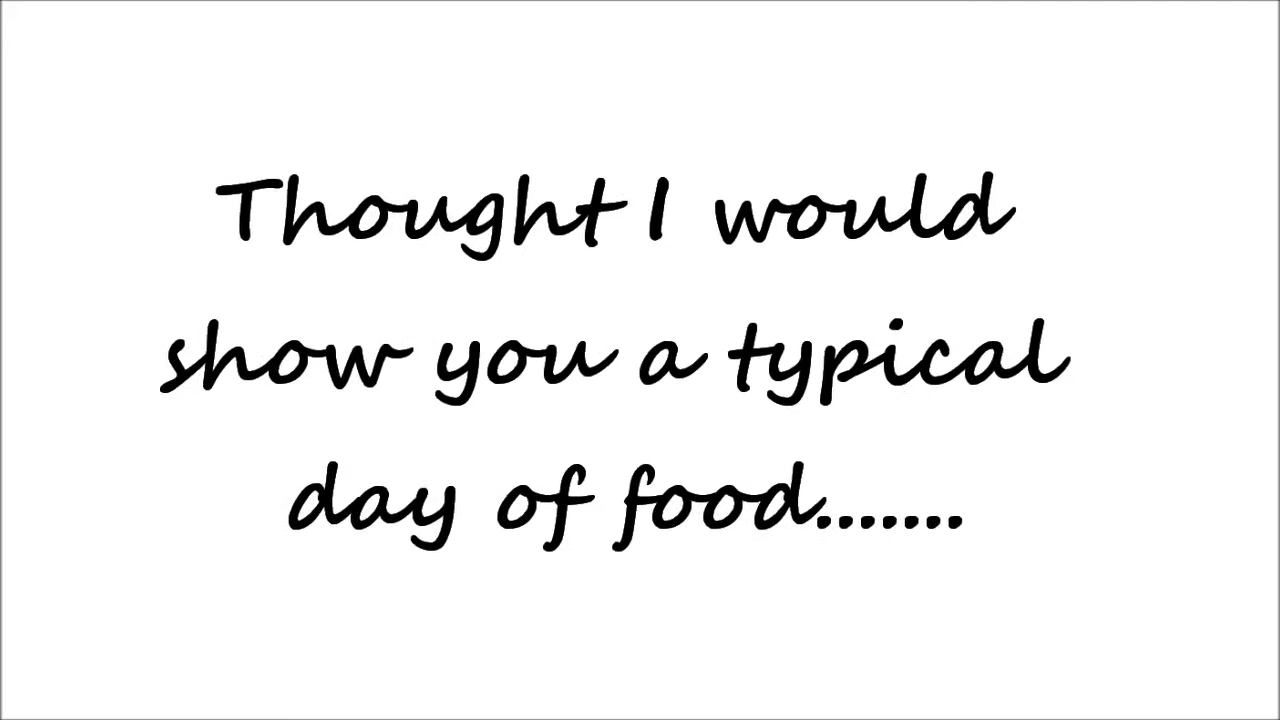 Thought I would
show you a typical
day of food.......